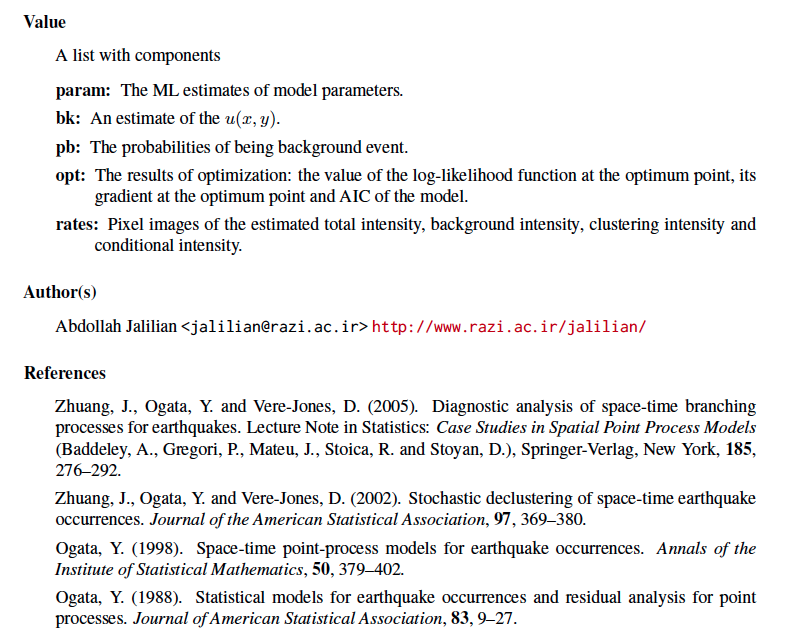 Value
A list with components
param: The ML estimates of model parameters.
bk: An estimate of the u(x, y).
pb: The probabilities of being background event.
opt: The results of optimization: the value of the log-likelihood function at the optimum point, its
gradient at the optimum point and AIC of the model.
rates: Pixel images of the estimated total intensity, background intensity, clustering intensity and
conditional intensity.
Author(s)
Abdollah Jalilian <jalilian@razi.ac.ir> http://www.razi.ac.ir/jalilian/
References
Zhuang, J., Ogata, Y. and Vere-Jones, D. (2005). Diagnostic analysis of space-time branching
processes for earthquakes. Lecture Note in Statistics: Case Studies in Spatial Point Process Models
(Baddeley, A., Gregori, P., Mateu, J., Stoica, R. and Stoyan, D.), Springer-Verlag, New York, 185,
276–292.
Zhuang, J., Ogata, Y. and Vere-Jones, D. (2002). Stochastic declustering of space-time earthquake
occurrences. Journal of the American Statistical Association, 97, 369–380.
Ogata, Y. (1998). Space-time point-process models for earthquake occurrences. Annals of the
Institute of Statistical Mathematics, 50, 379–402.
Ogata, Y. (1988). Statistical models for earthquake occurrences and residual analysis for point
processes. Journal of American Statistical Association, 83, 9–27.